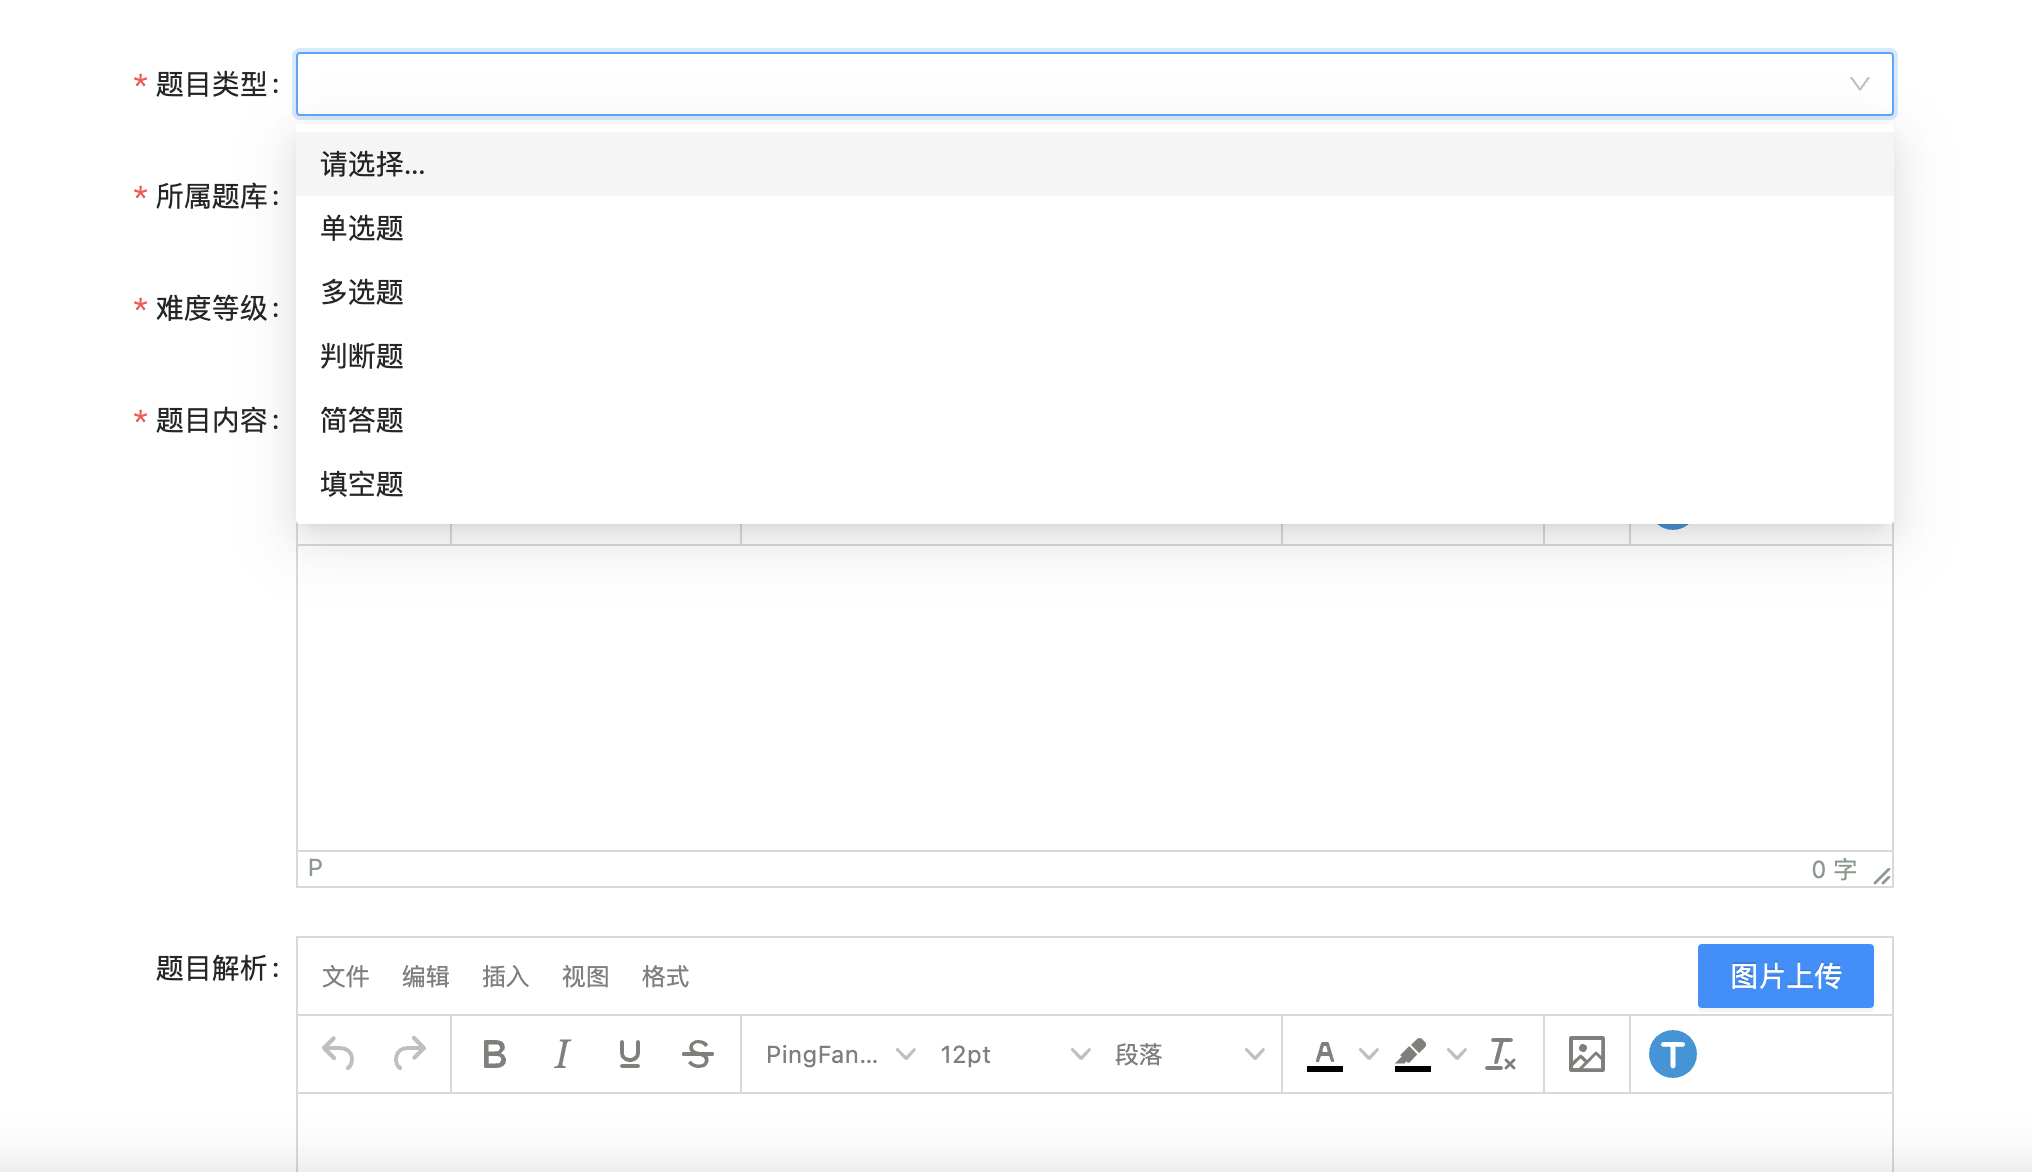 * 题目类型:
请选择...
* 所属题库:
单选题
多选题
* 难度等级:
判断题
* 题目内容:
简答题
填空题
P
0 字
题目解析:
文件 编辑 插入 视图 格式 图片上传
B I U S PingFan... 12pt 段落 A T